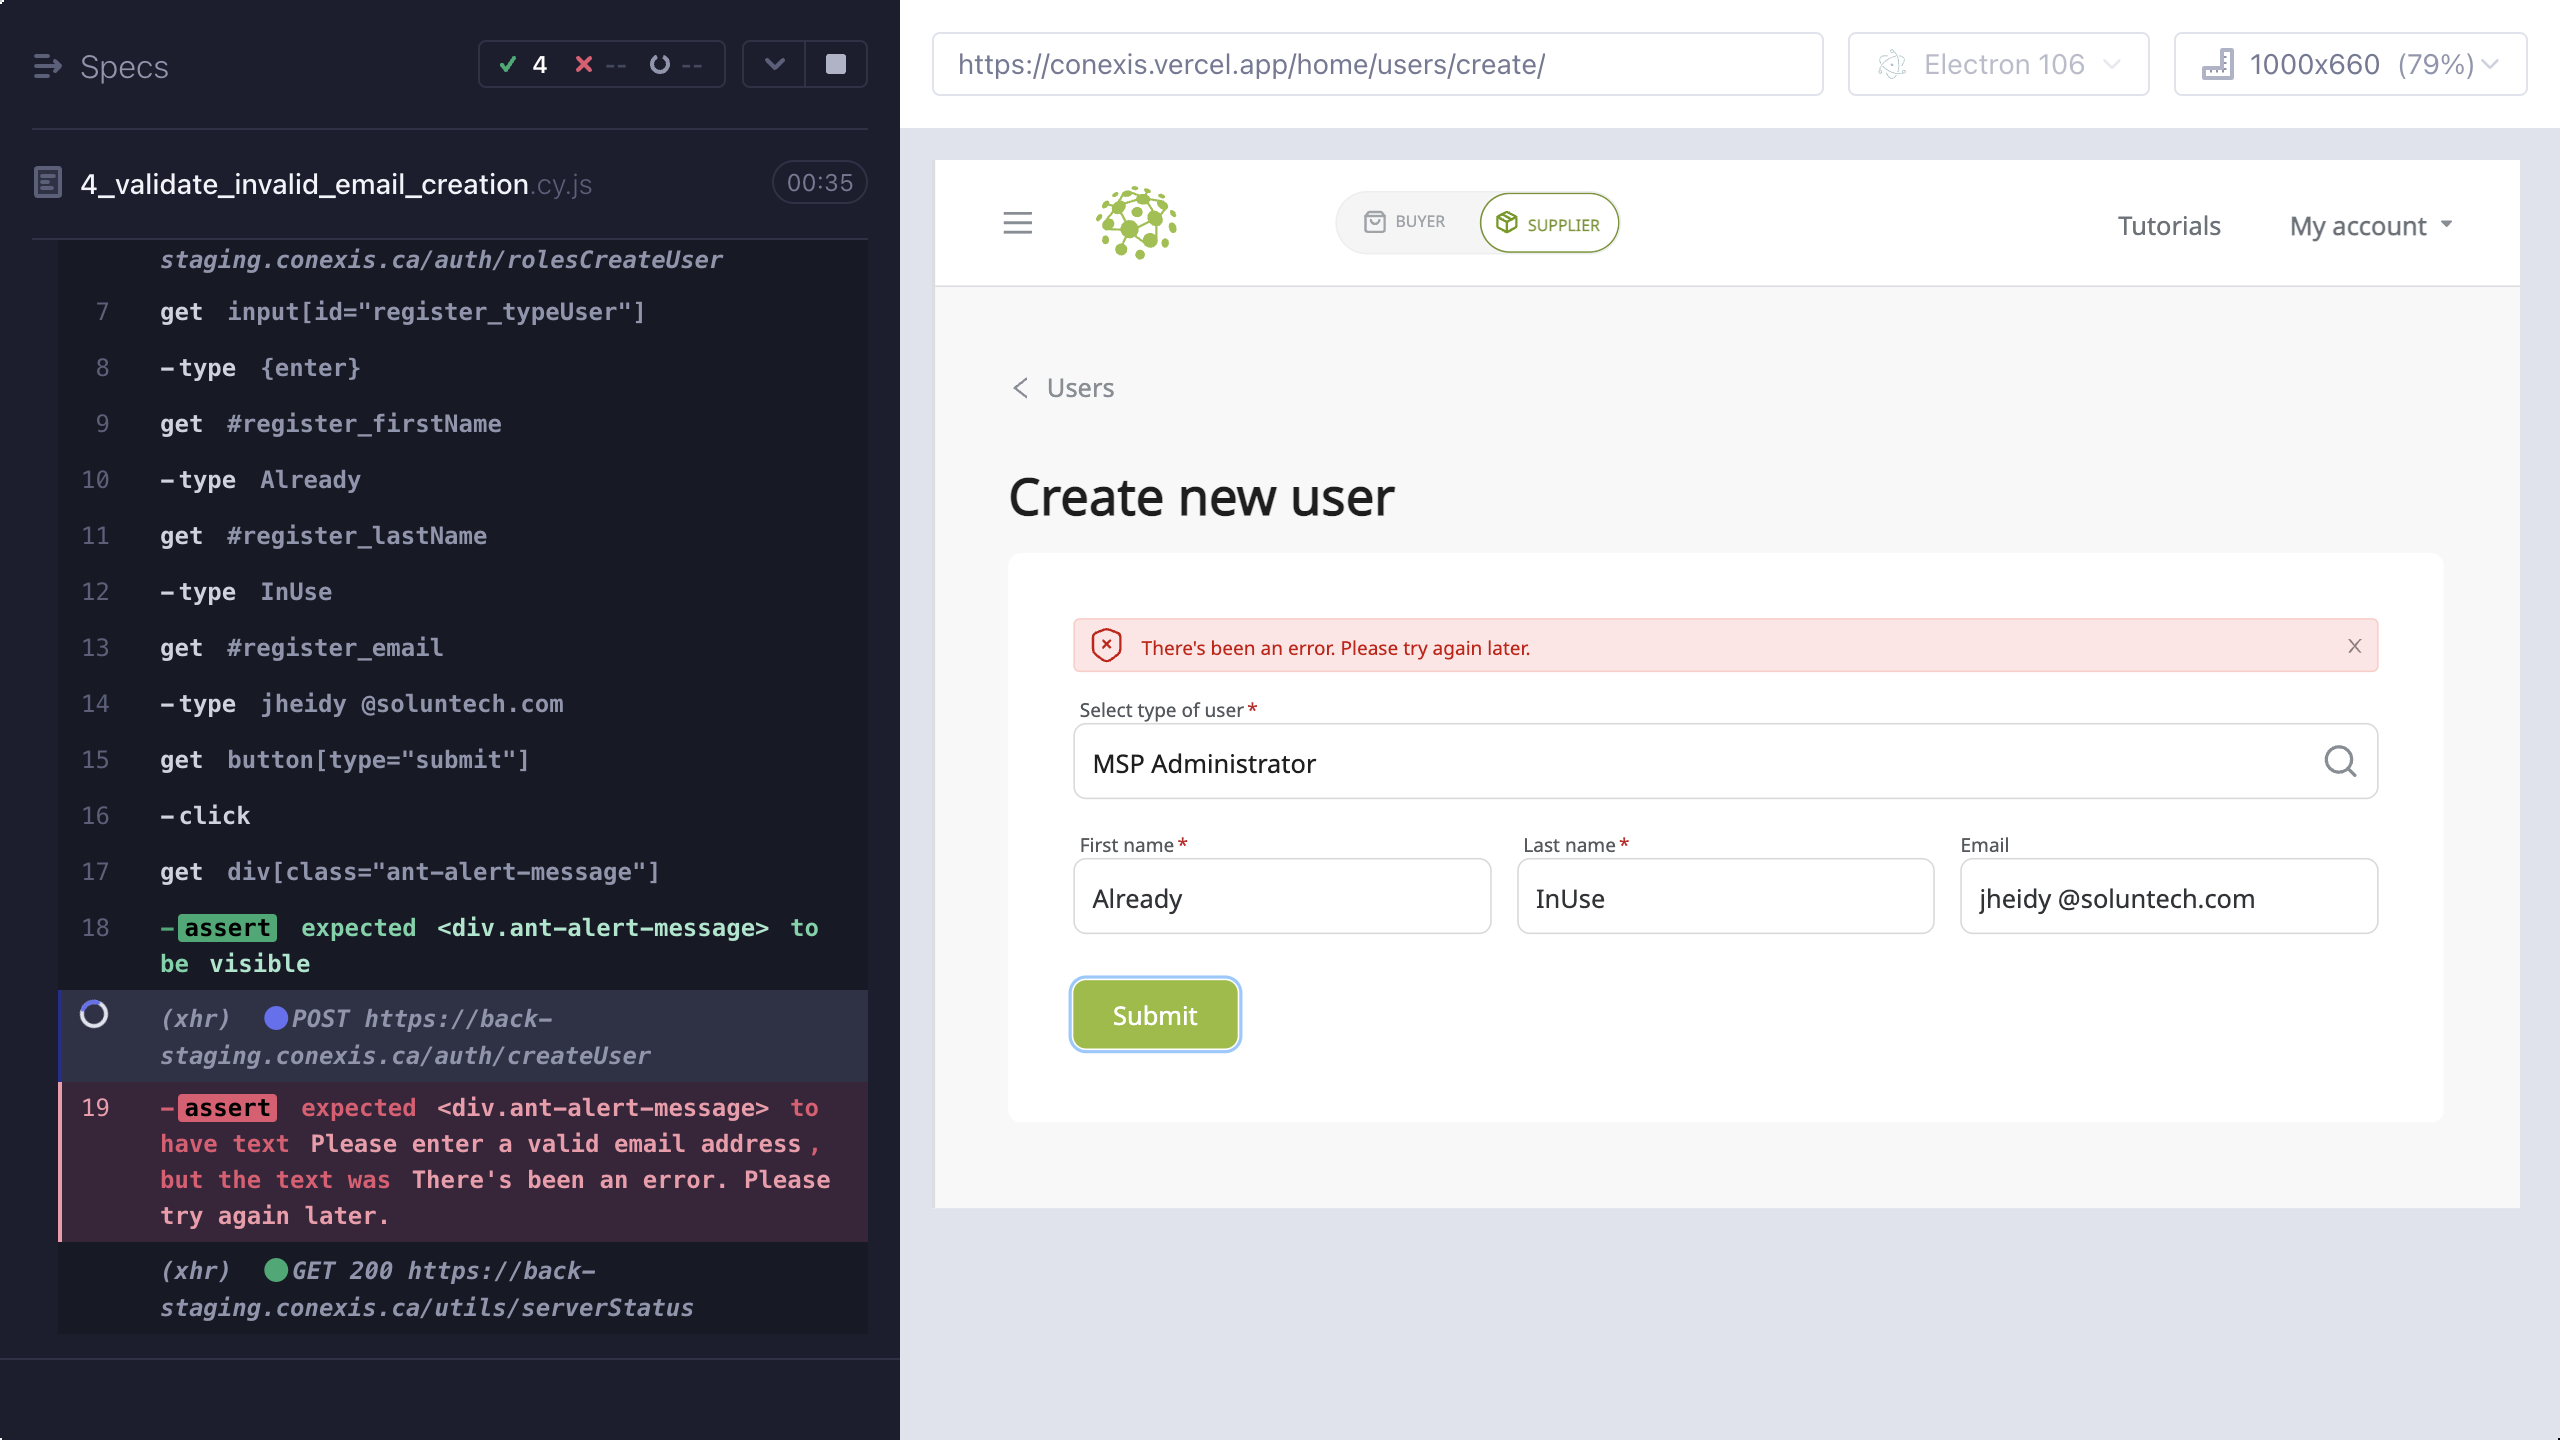 Specs
4 -- --
4_validate_invalid_email_creation.cy.js 00:35
staging.conexis.ca/auth/rolesCreateUser
7 get input[id="register_typeUser"]
8 -type {enter}
9 get #register_firstName
10 -type Already
11 get #register_lastName
12 -type InUse
13 get #register_email
14 -type jheidy @soluntech.com
15 get button[type="submit"]
16 -click
17 get div[class="ant-alert-message"]
18 -assert expected <div.ant-alert-message> to
be visible
(xhr) POST https://back-
staging.conexis.ca/auth/createUser
19 -assert expected <div.ant-alert-message> to
have text Please enter a valid email address,
but the text was There's been an error. Please
try again later.
(xhr) GET 200 https://back-
staging.conexis.ca/utils/serverStatus
https://conexis.vercel.app/home/users/create/
Electron 106
1000x660 (79%)
BUYER
SUPPLIER
Tutorials
My account
Users
Create new user
There's been an error. Please try again later.
Select type of user*
MSP Administrator
First name* Last name* Email
Already InUse jheidy @soluntech.com
Submit